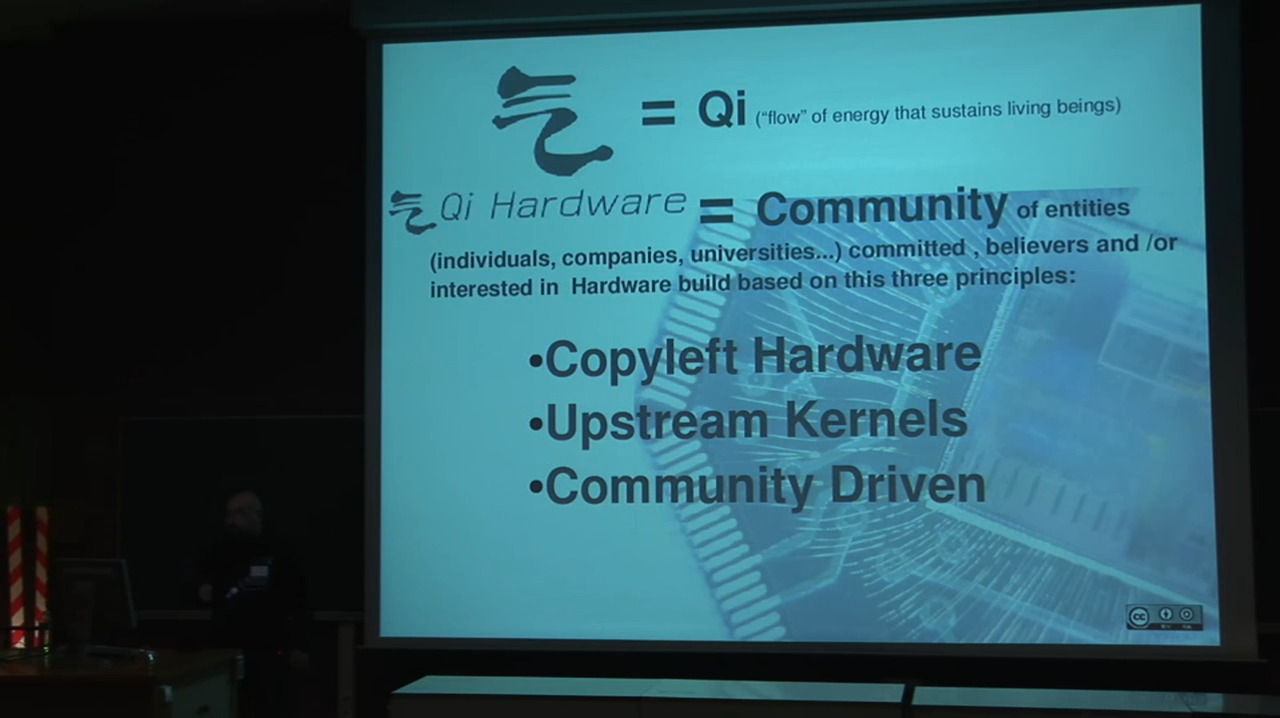 气 = Qi (“flow” of energy that sustains living beings)
气 Qi Hardware = Community of entities
(individuals, companies, universities...) committed , believers and /or
interested in Hardware build based on this three principles:
•Copyleft Hardware
•Upstream Kernels
•Community Driven
cc